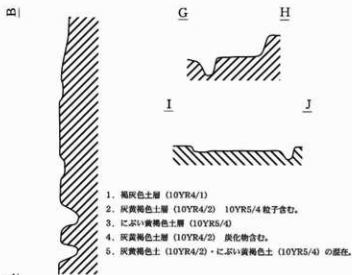 B
G H
I J
1. 褐灰色土層 (10YR4/1)
2. 灰黄褐色土層 (10YR4/2) 10YR5/4粒子含む。
3. にぶい黄褐色土層 (10YR5/4)
4. 灰黄褐色土層 (10YR4/2) 炭化物含む。
5. 灰黄褐色土 (10YR4/2)・にぶい黄褐色土 (10YR5/4) の混在。